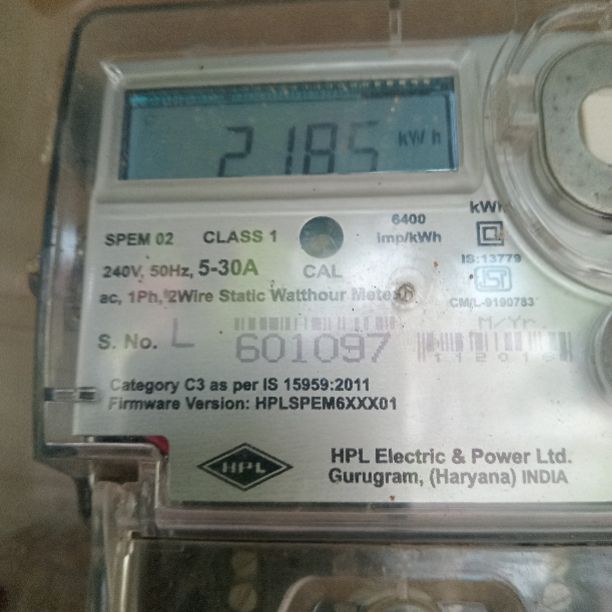 2185 kWh
SPEM 02 CLASS 1
6400 imp/kWh
kWh
240V, 50Hz, 5-30A
CAL
IS:13779
ISI
ac, 1Ph, 2Wire Static Watthour Meter
CM/L-9190783
M/Yr.
S. No. L 601097
Category C3 as per IS 15959:2011
Firmware Version: HPLSPEM6XXX01
HPL
HPL Electric & Power Ltd.
Gurugram, (Haryana) INDIA